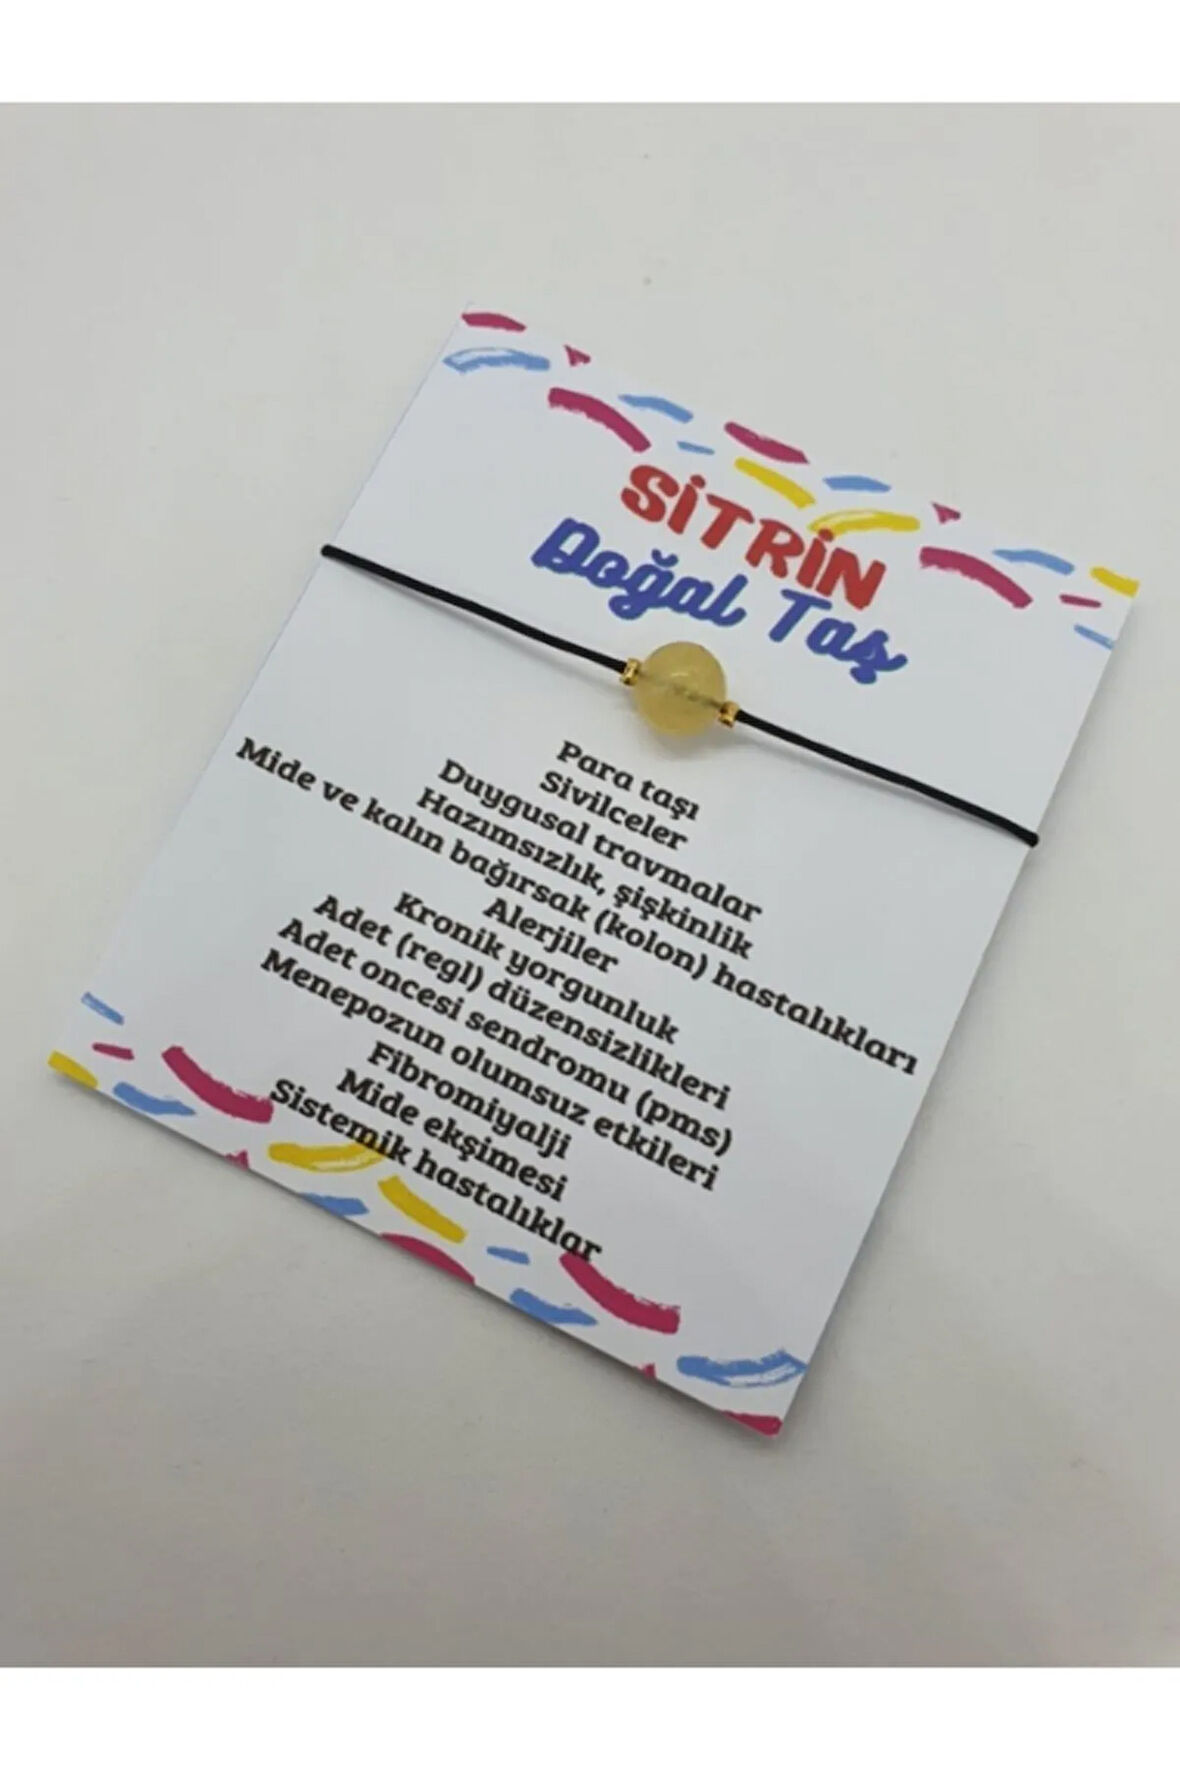 SİTRİN
Doğal Taş
Para taşı
Sivilceler
Duygusal travmalar
Hazımsızlık, şişkinlik
Mide ve kalın bağırsak (kolon) hastalıkları
Alerjiler
Kronik yorgunluk
Adet (regl) düzensizlikleri
Adet oncesi sendromu (pms)
Menepozun olumsuz etkileri
Fibromiyalji
Mide ekşimesi
Sistemik hastalıklar